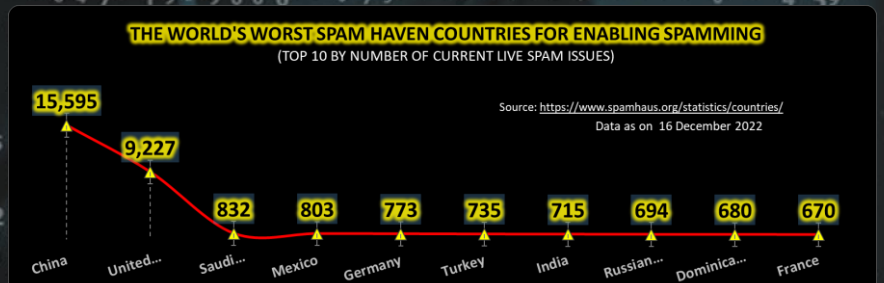 THE WORLD'S WORST SPAM HAVEN COUNTRIES FOR ENABLING SPAMMING
(TOP 10 BY NUMBER OF CURRENT LIVE SPAM ISSUES)
Source: https://www.spamhaus.org/statistics/countries/
Data as on 16 December 2022
15,595
9,227
832
803
773
735
715
694
680
670
China
United...
Saudi...
Mexico
Germany
Turkey
India
Russian...
Dominica...
France